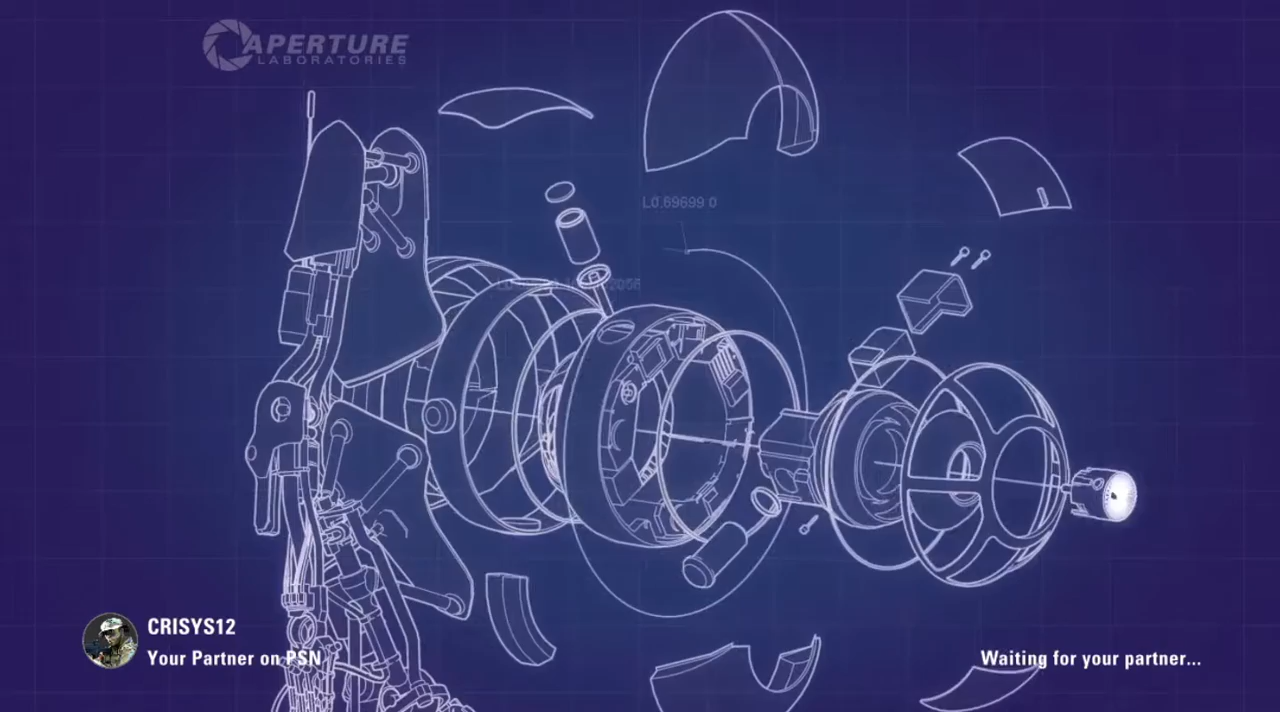 APERTURE
LABORATORIES
L0.69699 0
CRISYS12
Your Partner on PSN
Waiting for your partner...